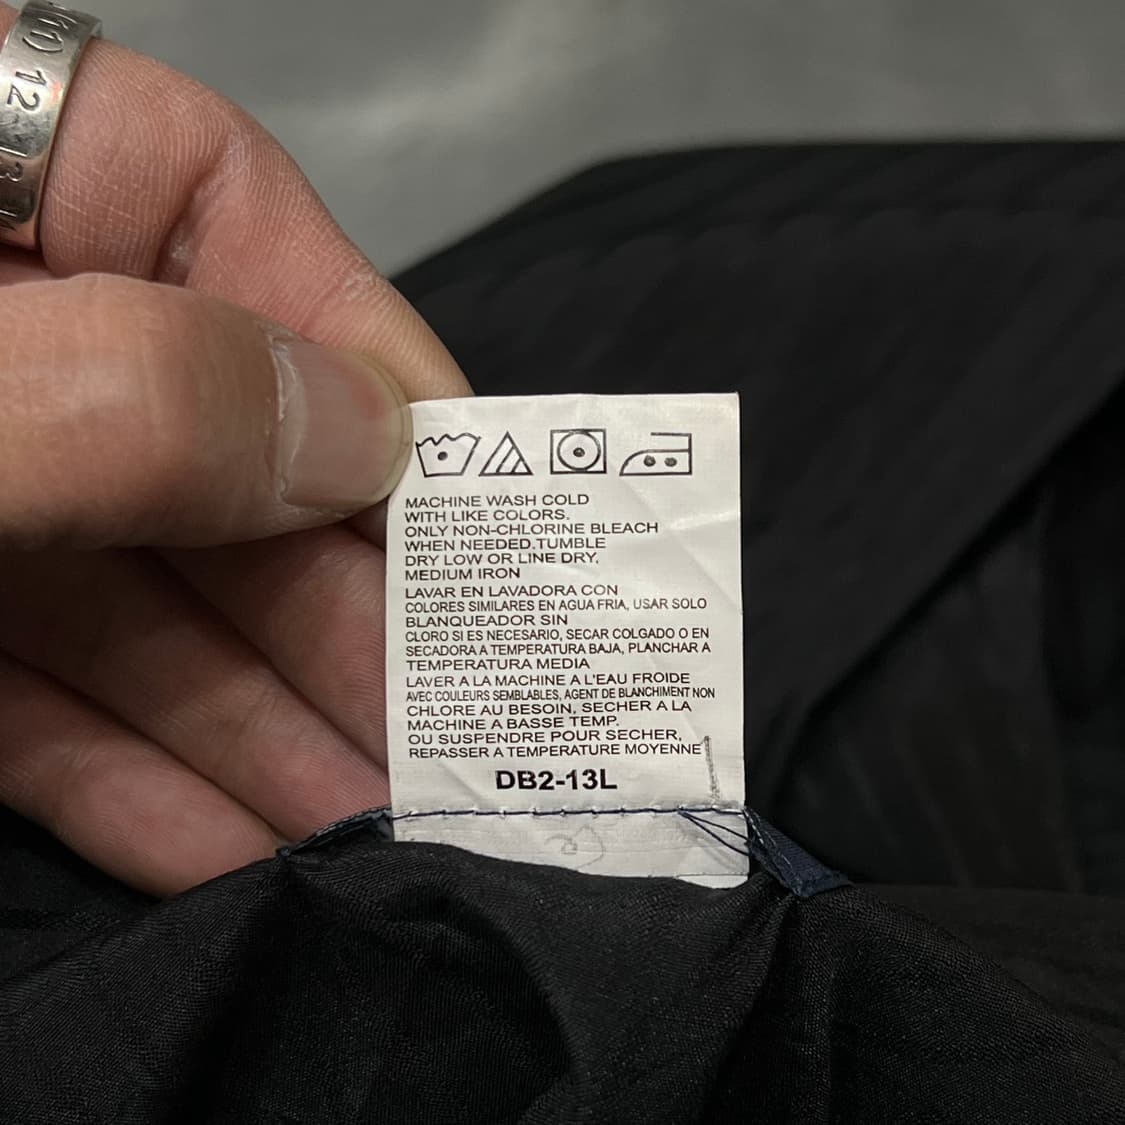 (11) 12 13
MACHINE WASH COLD
WITH LIKE COLORS.
ONLY NON-CHLORINE BLEACH
WHEN NEEDED.TUMBLE
DRY LOW OR LINE DRY,
MEDIUM IRON
LAVAR EN LAVADORA CON
COLORES SIMILARES EN AGUA FRIA, USAR SOLO
BLANQUEADOR SIN
CLORO SI ES NECESARIO, SECAR COLGADO O EN
SECADORA A TEMPERATURA BAJA, PLANCHAR A
TEMPERATURA MEDIA
LAVER A LA MACHINE A L'EAU FROIDE
AVEC COULEURS SEMBLABLES, AGENT DE BLANCHIMENT NON
CHLORE AU BESOIN, SECHER A LA
MACHINE A BASSE TEMP.
OU SUSPENDRE POUR SECHER,
REPASSER A TEMPERATURE MOYENNE
DB2-13L